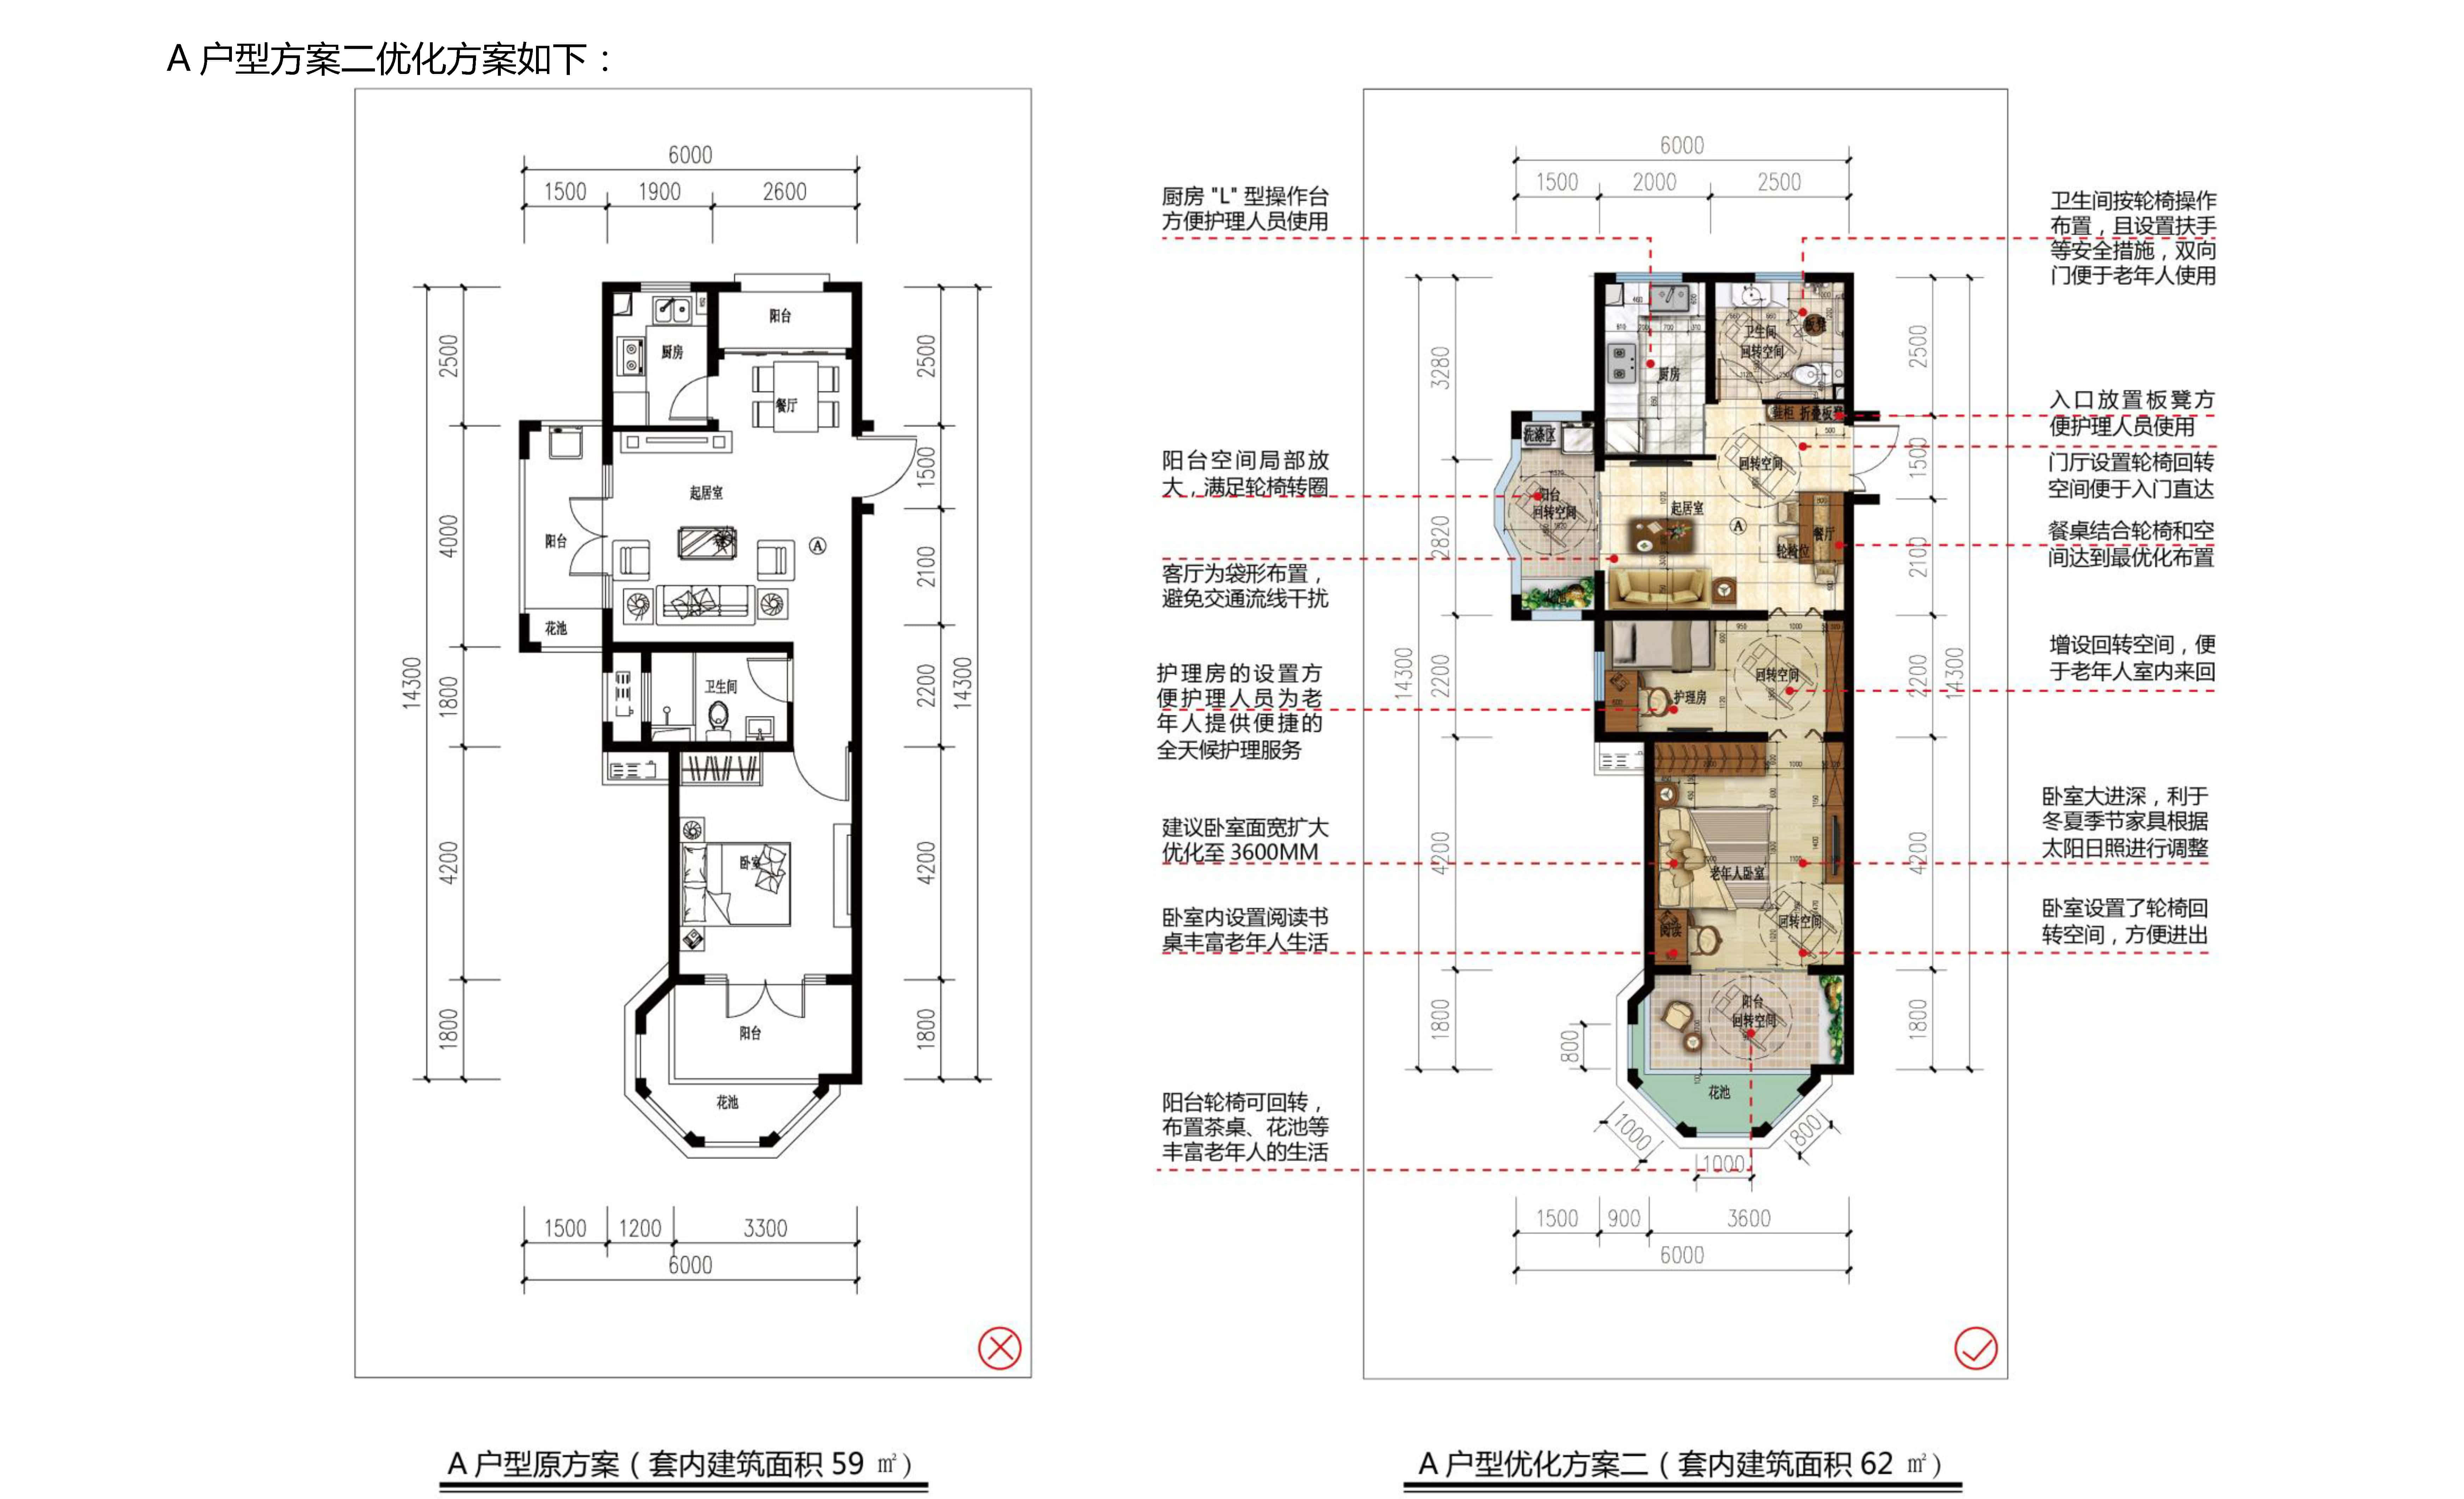 A 户型方案二优化方案如下：
6000
1500 1900 2600
14300
2500
4000
1800
4200
1800
2500
1500
2100
2200
4200
1800
14300
阳台
厨房
餐厅
起居室
阳台
A
花池
卫生间
卧室
阳台
花池
1500 1200 3300
6000
A 户型原方案（套内建筑面积 59 ㎡）
厨房 "L" 型操作台
方便护理人员使用
阳台空间局部放
大，满足轮椅转圈
客厅为袋形布置，
避免交通流线干扰
护理房的设置方
便护理人员为老
年人提供便捷的
全天候护理服务
建议卧室面宽扩大
优化至 3600MM
卧室内设置阅读书
桌丰富老年人生活
阳台轮椅可回转，
布置茶桌、花池等
丰富老年人的生活
6000
1500 2000 2500
14300
3280
2820
2200
4200
1800
800
2500
1500
2100
2200
4200
1800
14300
卫生间
回转空间
板凳
厨房
鞋柜 折叠板凳
洗涤区
回转空间
阳台
回转空间
起居室
A
餐厅
轮椅位
护理房
回转空间
老年人卧室
回转空间
阅读
阳台
回转空间
花池
1000
1000
800
1500 900 3600
6000
卫生间按轮椅操作
布置，且设置扶手
等安全措施，双向
门便于老年人使用
入口放置板凳方
便护理人员使用
门厅设置轮椅回转
空间便于入门直达
餐桌结合轮椅和空
间达到最优化布置
增设回转空间，便
于老年人室内来回
卧室大进深，利于
冬夏季节家具根据
太阳日照进行调整
卧室设置了轮椅回
转空间，方便进出
A 户型优化方案二（套内建筑面积 62 ㎡）